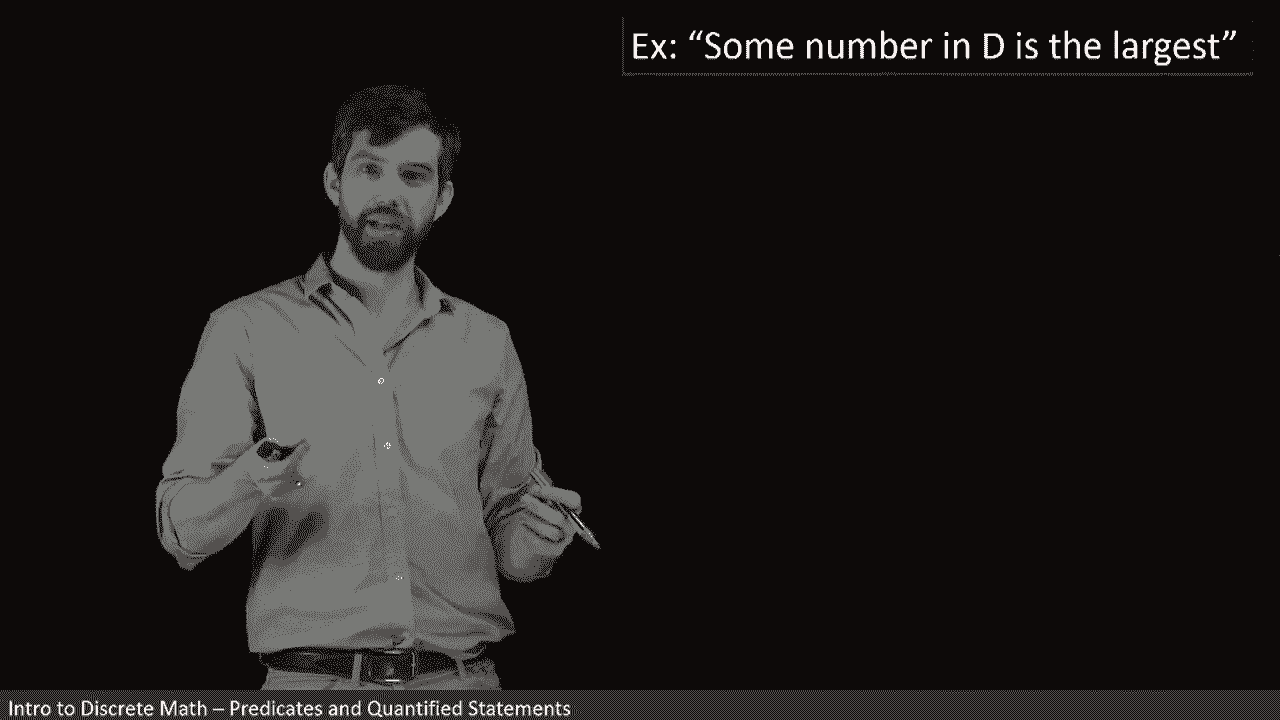 Ex: “Some number in D is the largest”
Intro to Discrete Math – Predicates and Quantified Statements